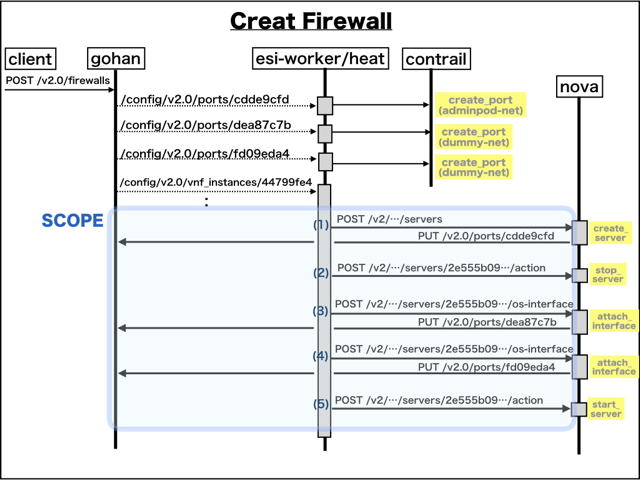 Creat Firewall
client
gohan
esi-worker/heat
contrail
nova
POST /v2.0/firewalls
/config/v2.0/ports/cdde9cfd
create_port
(adminpod-net)
/config/v2.0/ports/dea87c7b
create_port
(dummy-net)
/config/v2.0/ports/fd09eda4
create_port
(dummy-net)
/config/v2.0/vnf_instances/44799fe4
:
SCOPE
(1)
POST /v2/⋯/servers
PUT /v2.0/ports/cdde9cfd
create_
server
(2)
POST /v2/⋯/servers/2e555b09⋯/action
stop_
server
(3)
POST /v2/⋯/servers/2e555b09⋯/os-interface
PUT /v2.0/ports/dea87c7b
attach_
interface
(4)
POST /v2/⋯/servers/2e555b09⋯/os-interface
PUT /v2.0/ports/fd09eda4
attach_
interface
(5)
POST /v2/⋯/servers/2e555b09⋯/action
start_
server